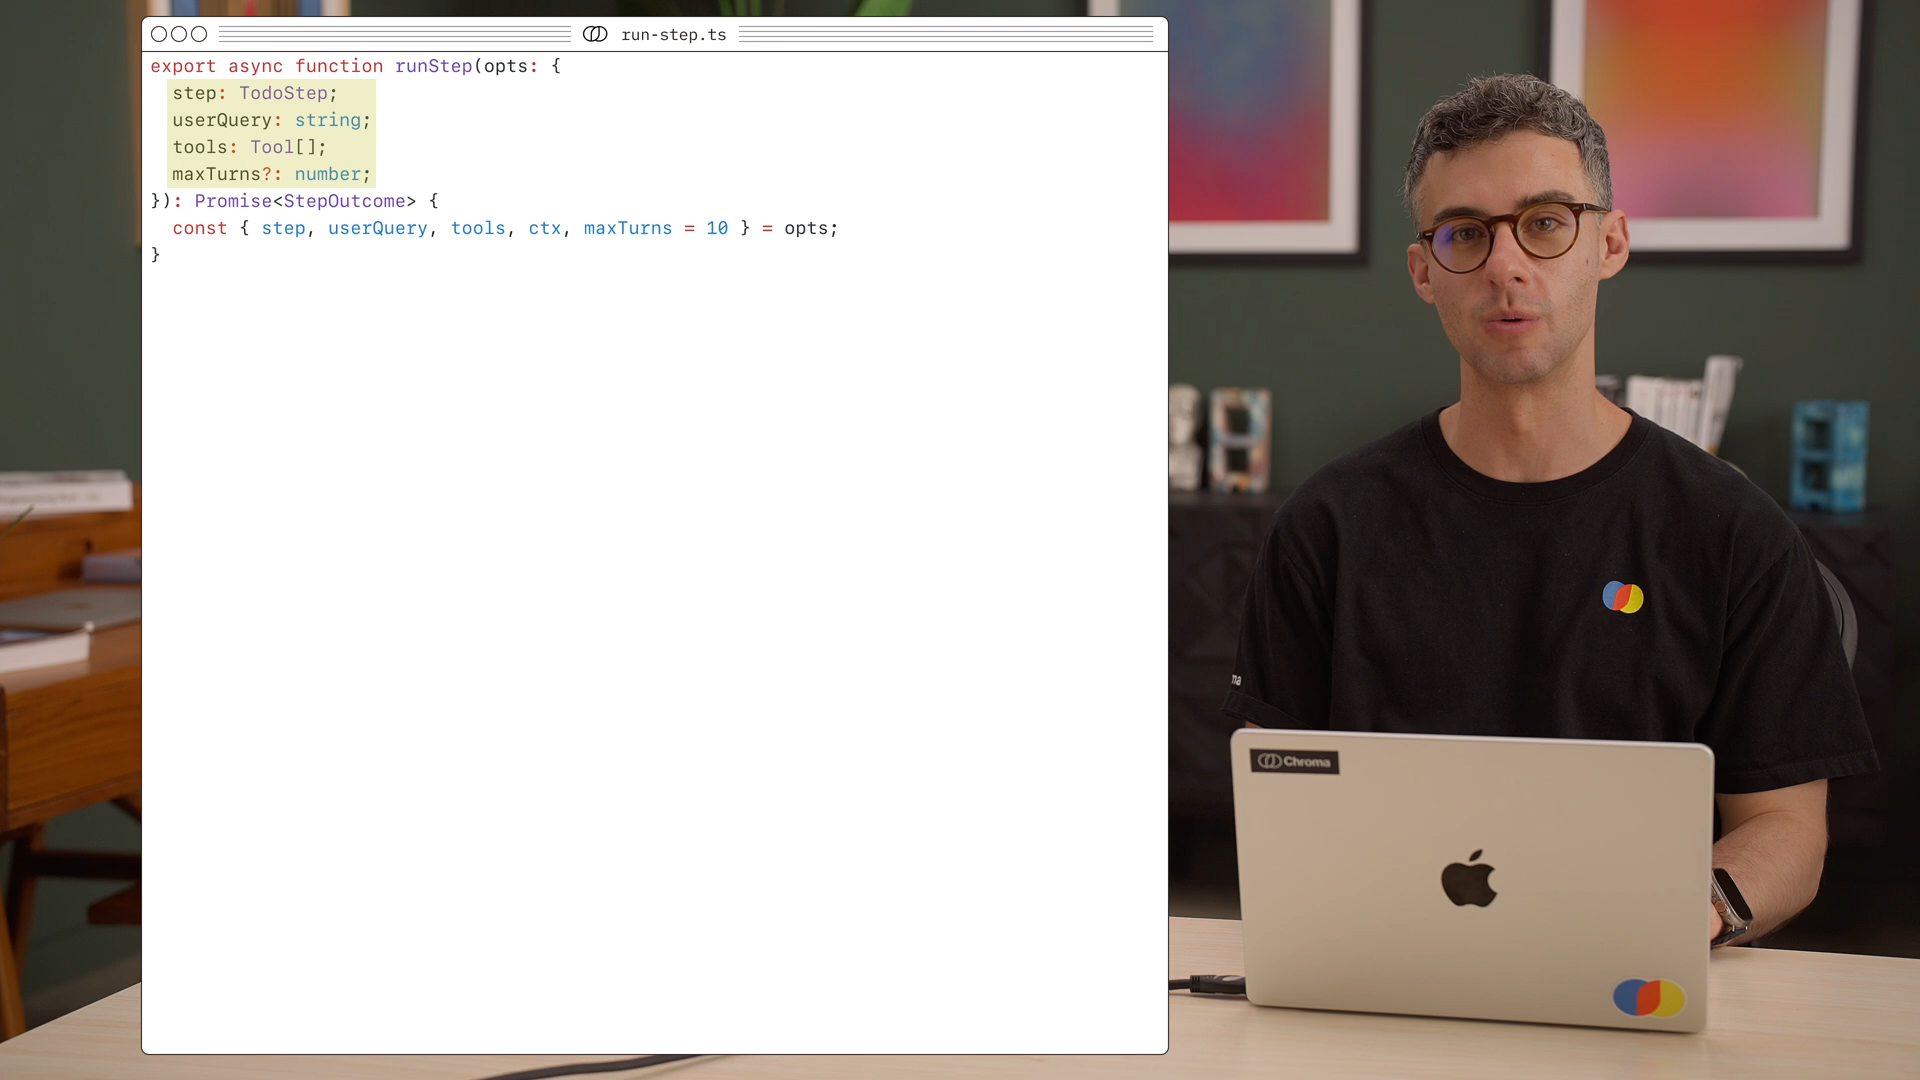 run-step.ts
export async function runStep(opts: {
step: TodoStep;
userQuery: string;
tools: Tool[];
maxTurns?: number;
}): Promise<StepOutcome> {
const { step, userQuery, tools, ctx, maxTurns = 10 } = opts;
}
Chroma